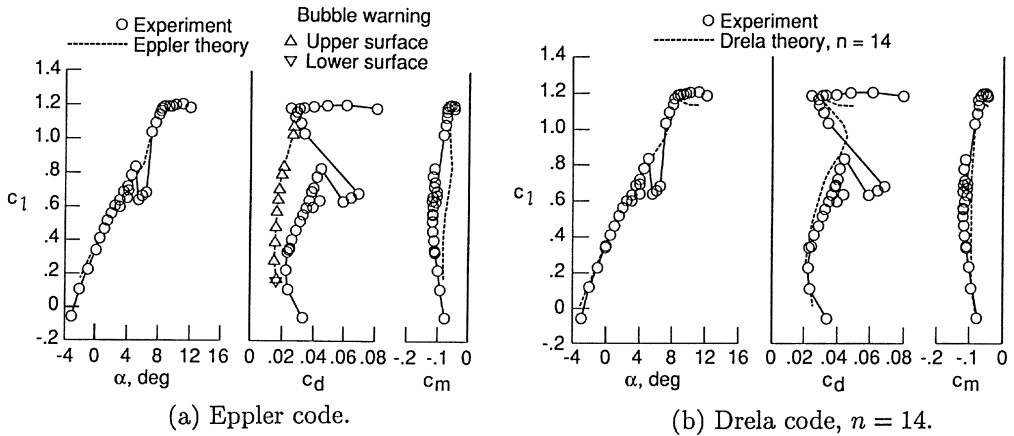 Experiment
Eppler theory
Bubble warning
Upper surface
Lower surface
1.4
1.2
1.0
.8
.6
.4
.2
0
-.2
c_l
-4 0 4 8 12 16
α, deg
0 .02 .04 .06 .08
c_d
-.2 -.1 0
c_m
(a) Eppler code.
Experiment
Drela theory, n = 14
1.4
1.2
1.0
.8
.6
.4
.2
0
-.2
c_l
-4 0 4 8 12 16
α, deg
0 .02 .04 .06 .08
c_d
-.2 -.1 0
c_m
(b) Drela code, n = 14.